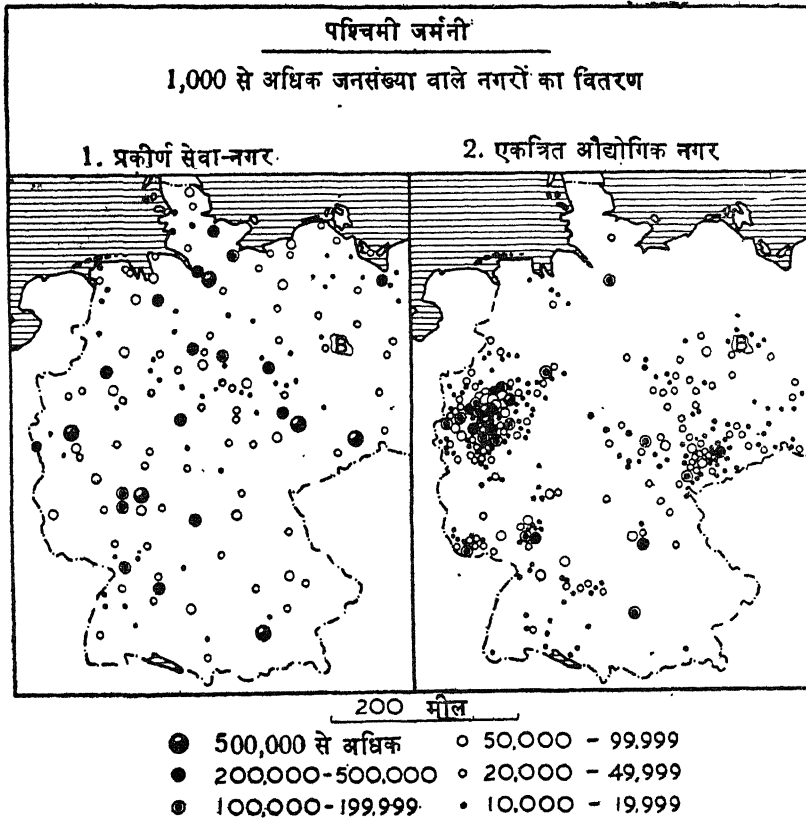 पश्चिमी जर्मनी
1,000 से अधिक जनसंख्या वाले नगरों का वितरण
1. प्रकीर्ण सेवा-नगर
2. एकत्रित औद्योगिक नगर
B
B
200 मील
500,000 से अधिक
50,000 - 99,999
200,000-500,000
20,000 - 49,999
100,000-199,999
10,000 - 19,999